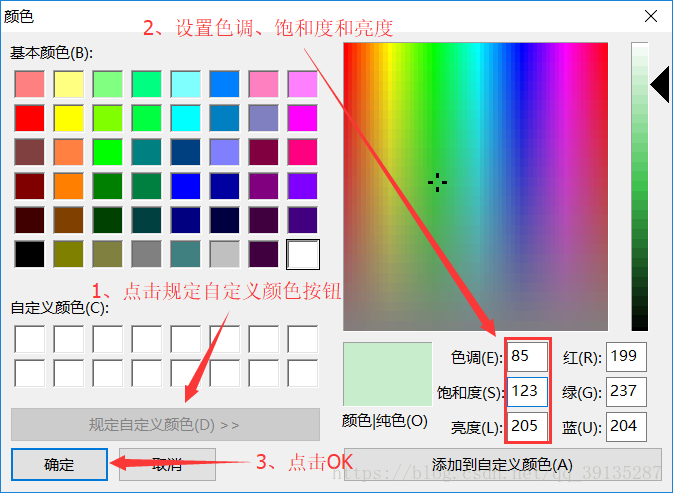 颜色
2、设置色调、饱和度和亮度
基本颜色(B):
1、点击规定自定义颜色按钮
自定义颜色(C):
规定自定义颜色(D) >>
确定
取消
3、点击OK
颜色|纯色(O)
色调(E): 85 红(R): 199
饱和度(S): 123 绿(G): 237
亮度(L): 205 蓝(U): 204
添加到自定义颜色(A)
https://blog.csdn.net/qq_39135287